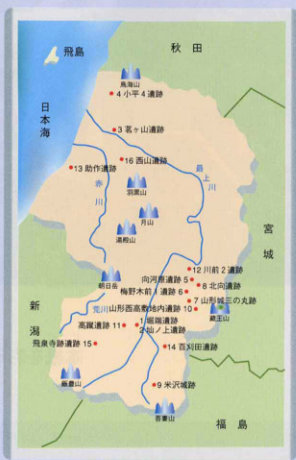 飛島
秋田
鳥海山
4 小平4遺跡
日本海
3 茗ヶ山遺跡
16 西山遺跡
13 助作遺跡
最上川
赤川
羽黒山
月山
湯殿山
宮城
12 川前2遺跡
向河原遺跡 5
8 北向遺跡
朝日岳
梅野木前1遺跡 6
7 山形城三の丸跡
新潟
荒川
山形西高敷地内遺跡 10
蔵王山
1 堀端遺跡
高擶遺跡 11
2 山ノ上遺跡
飛泉寺跡遺跡 15
14 百刈田遺跡
飯豊山
9 米沢城跡
吾妻山
福島